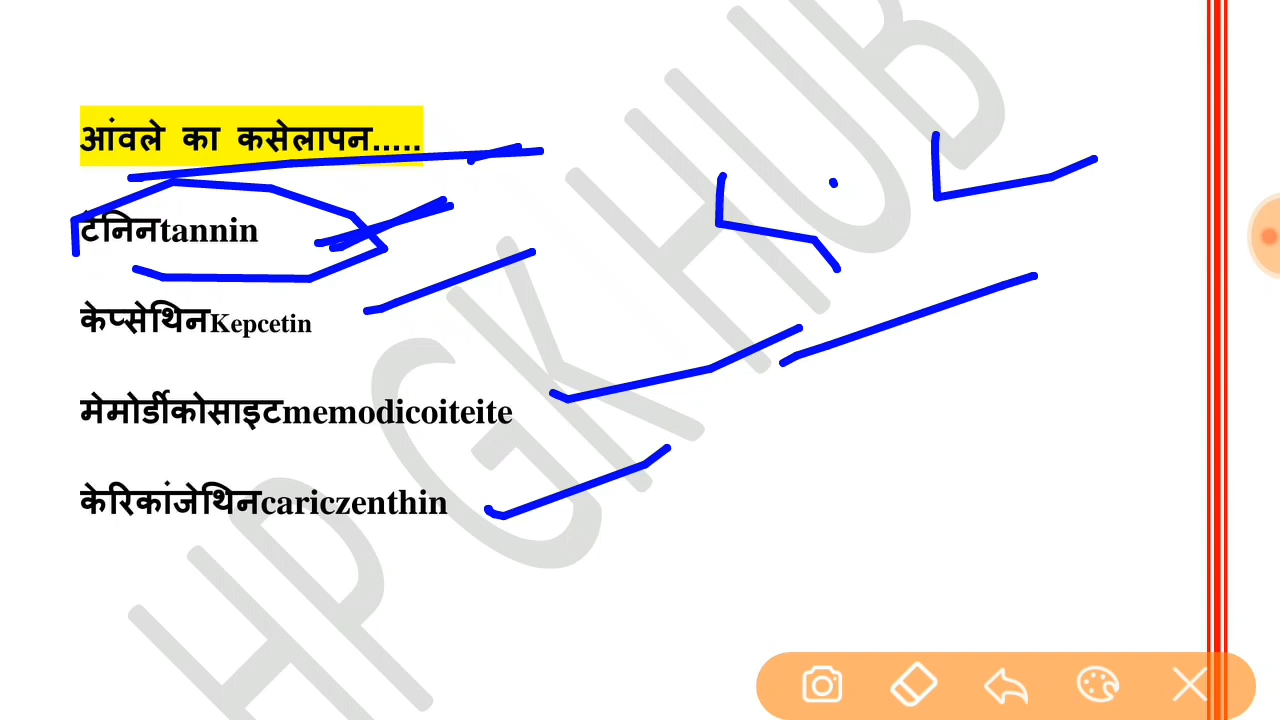 आंवले का कसेलापन.....
टेनिनtannin
केप्सेथिनKepcetin
मेमोर्डीकोसाइटmemodicoiteite
केरिकांजेथिनcariczenthin
HP GK HUB